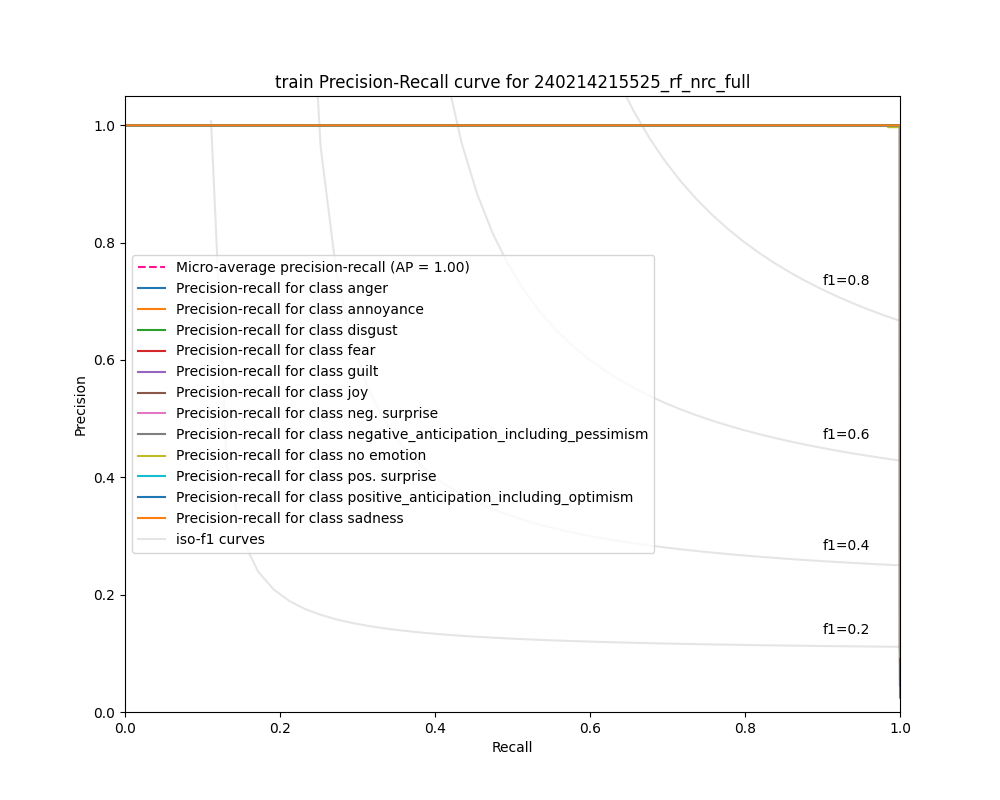 train Precision-Recall curve for 240214215525_rf_nrc_full
1.0
0.8
0.6
0.4
0.2
0.0
Precision
f1=0.8
f1=0.6
f1=0.4
f1=0.2
Micro-average precision-recall (AP = 1.00)
Precision-recall for class anger
Precision-recall for class annoyance
Precision-recall for class disgust
Precision-recall for class fear
Precision-recall for class guilt
Precision-recall for class joy
Precision-recall for class neg. surprise
Precision-recall for class negative_anticipation_including_pessimism
Precision-recall for class no emotion
Precision-recall for class pos. surprise
Precision-recall for class positive_anticipation_including_optimism
Precision-recall for class sadness
iso-f1 curves
0.0 0.2 0.4 0.6 0.8 1.0
Recall